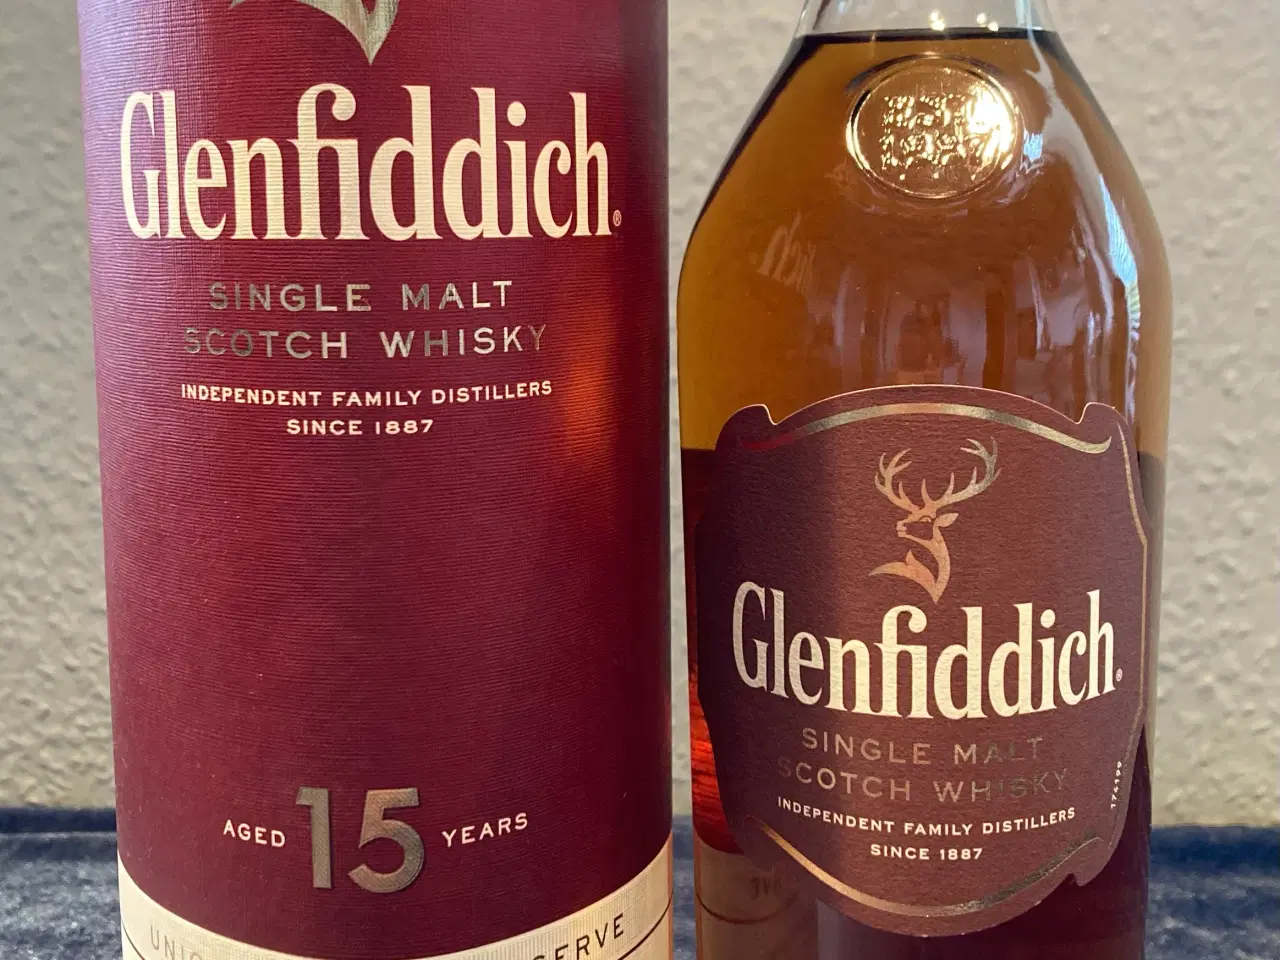 Glenfiddich®
SINGLE MALT
SCOTCH WHISKY
INDEPENDENT FAMILY DISTILLERS
SINCE 1887
AGED 15 YEARS
Glenfiddich®
SINGLE MALT
SCOTCH WHISKY
INDEPENDENT FAMILY DISTILLERS
SINCE 1887